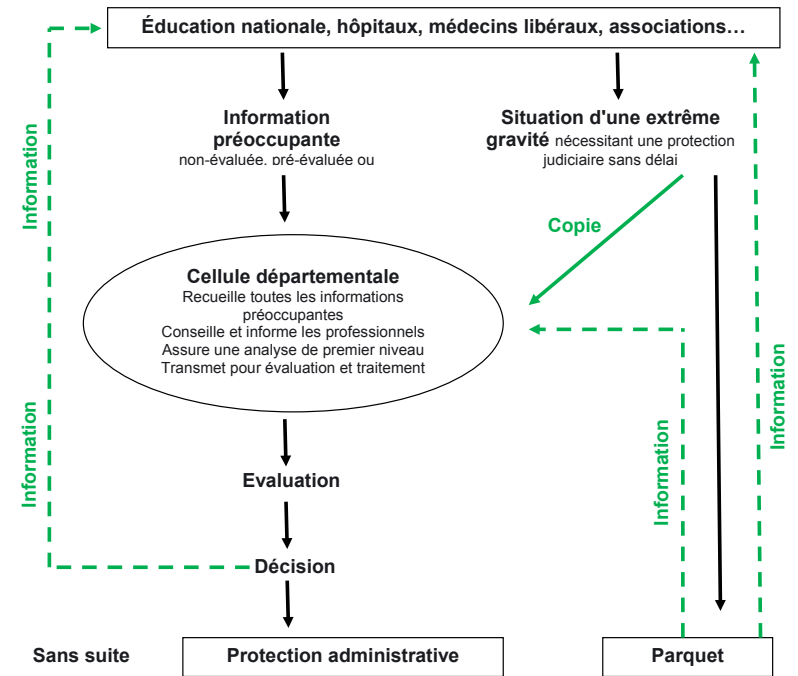 Éducation nationale, hôpitaux, médecins libéraux, associations…
Information
préoccupante
non-évaluée, pré-évaluée ou
Situation d'une extrême
gravité nécessitant une protection
judiciaire sans délai
Information
Copie
Cellule départementale
Recueille toutes les informations
préoccupantes
Conseille et informe les professionnels
Assure une analyse de premier niveau
Transmet pour évaluation et traitement
Information
Information
Information
Evaluation
Décision
Sans suite
Protection administrative
Parquet